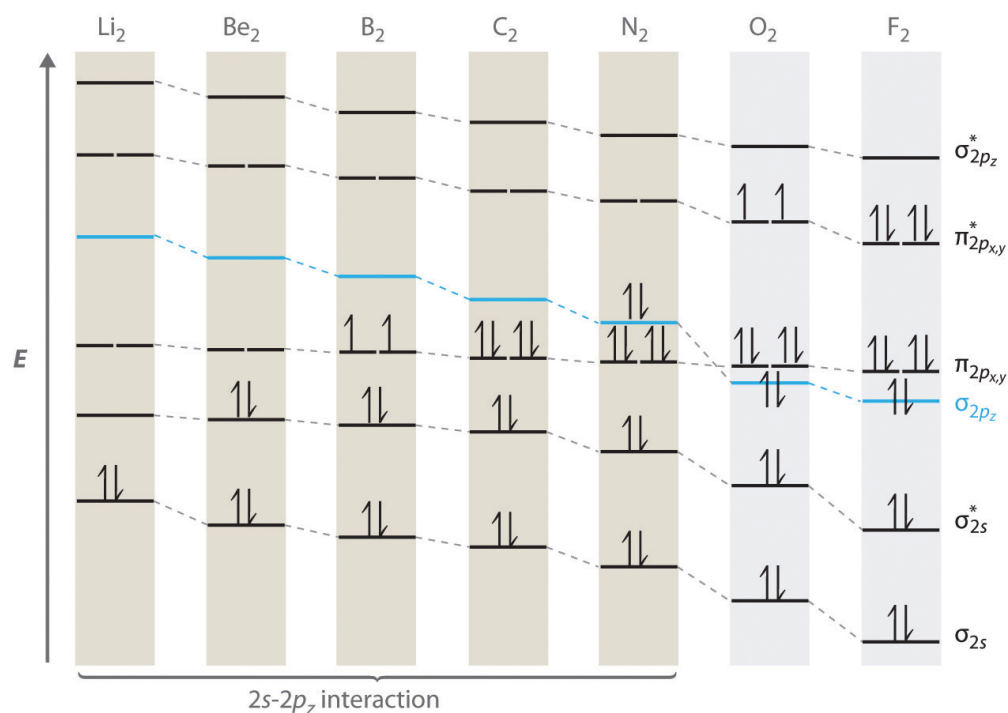 Li₂ Be₂ B₂ C₂ N₂ O₂ F₂
σ*2pz
π*2px,y
E
π2px,y
σ2pz
σ*2s
σ2s
2s-2pz interaction